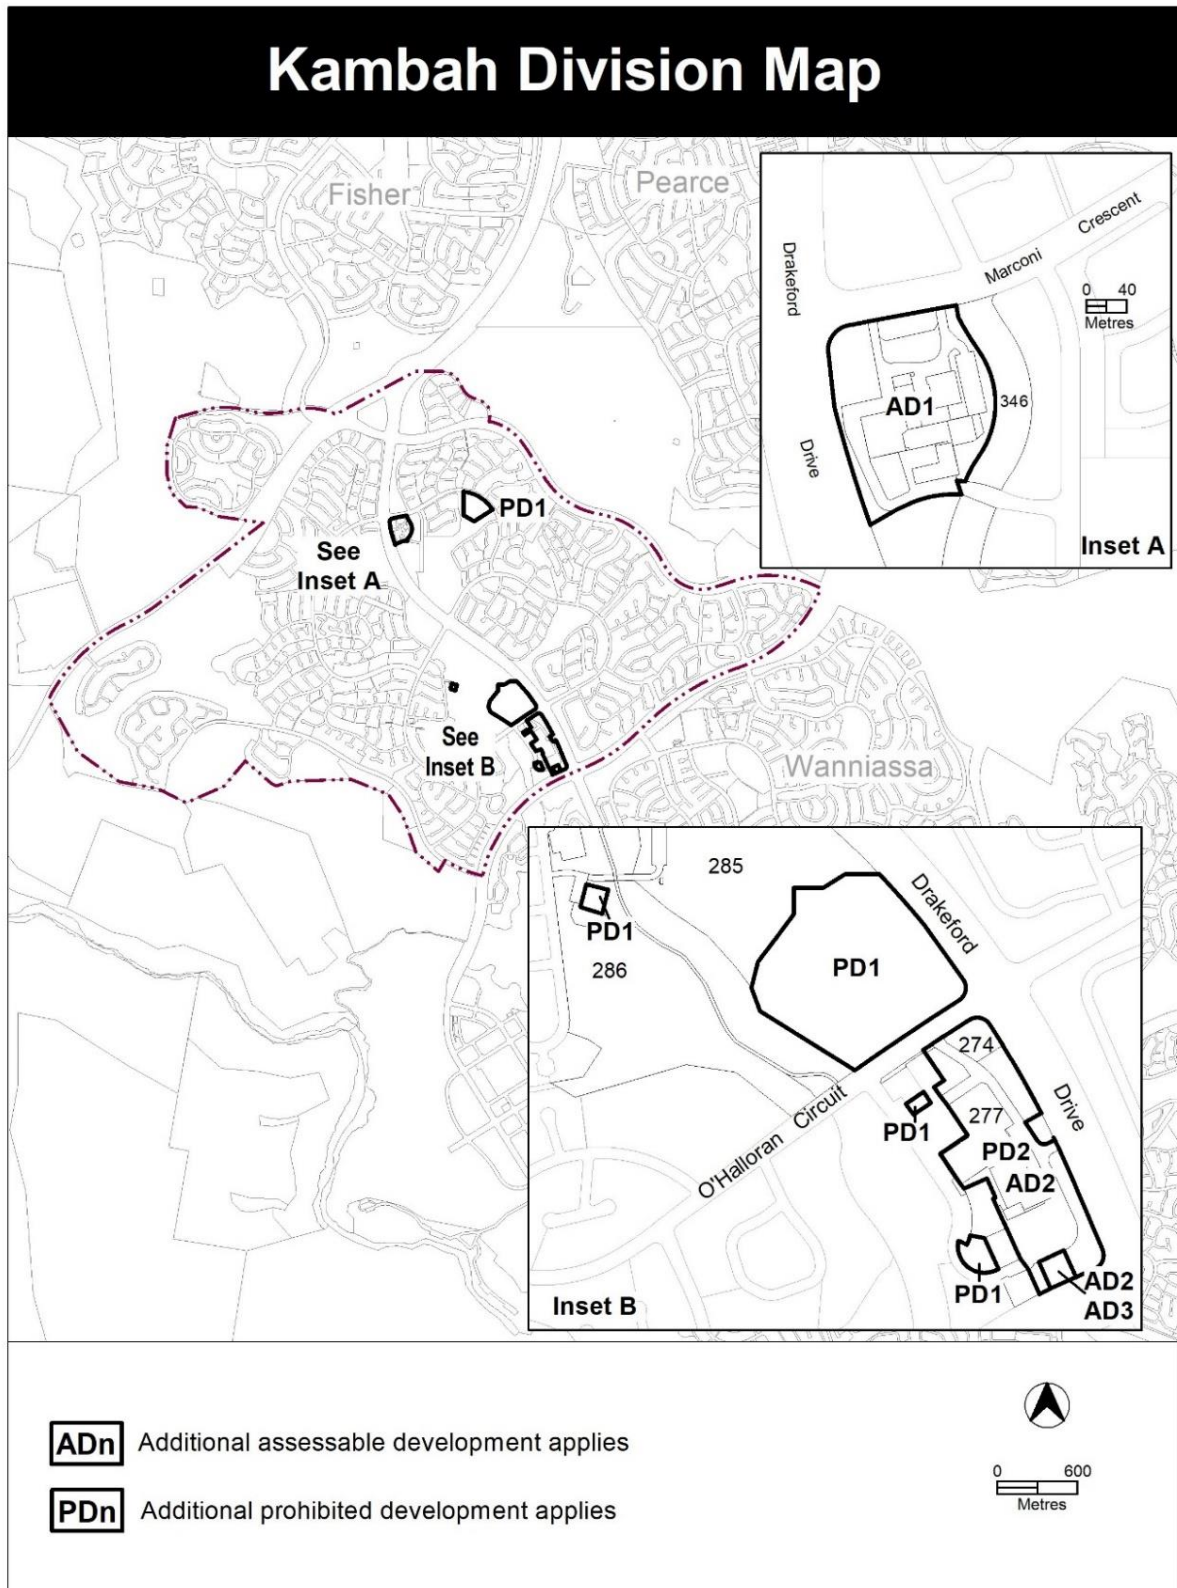 Kambah Division Map
Fisher
Pearce
Drakeford
Marconi
Crescent
0 40
Metres
AD1
346
Drive
Inset A
PD1
See
Inset A
See
Inset B
Wanniassa
285
Drakeford
PD1
286
PD1
274
O'Halloran Circuit
Drive
277
PD1
PD2
AD2
PD1
AD2
AD3
Inset B
ADn Additional assessable development applies
PDn Additional prohibited development applies
0 600
Metres